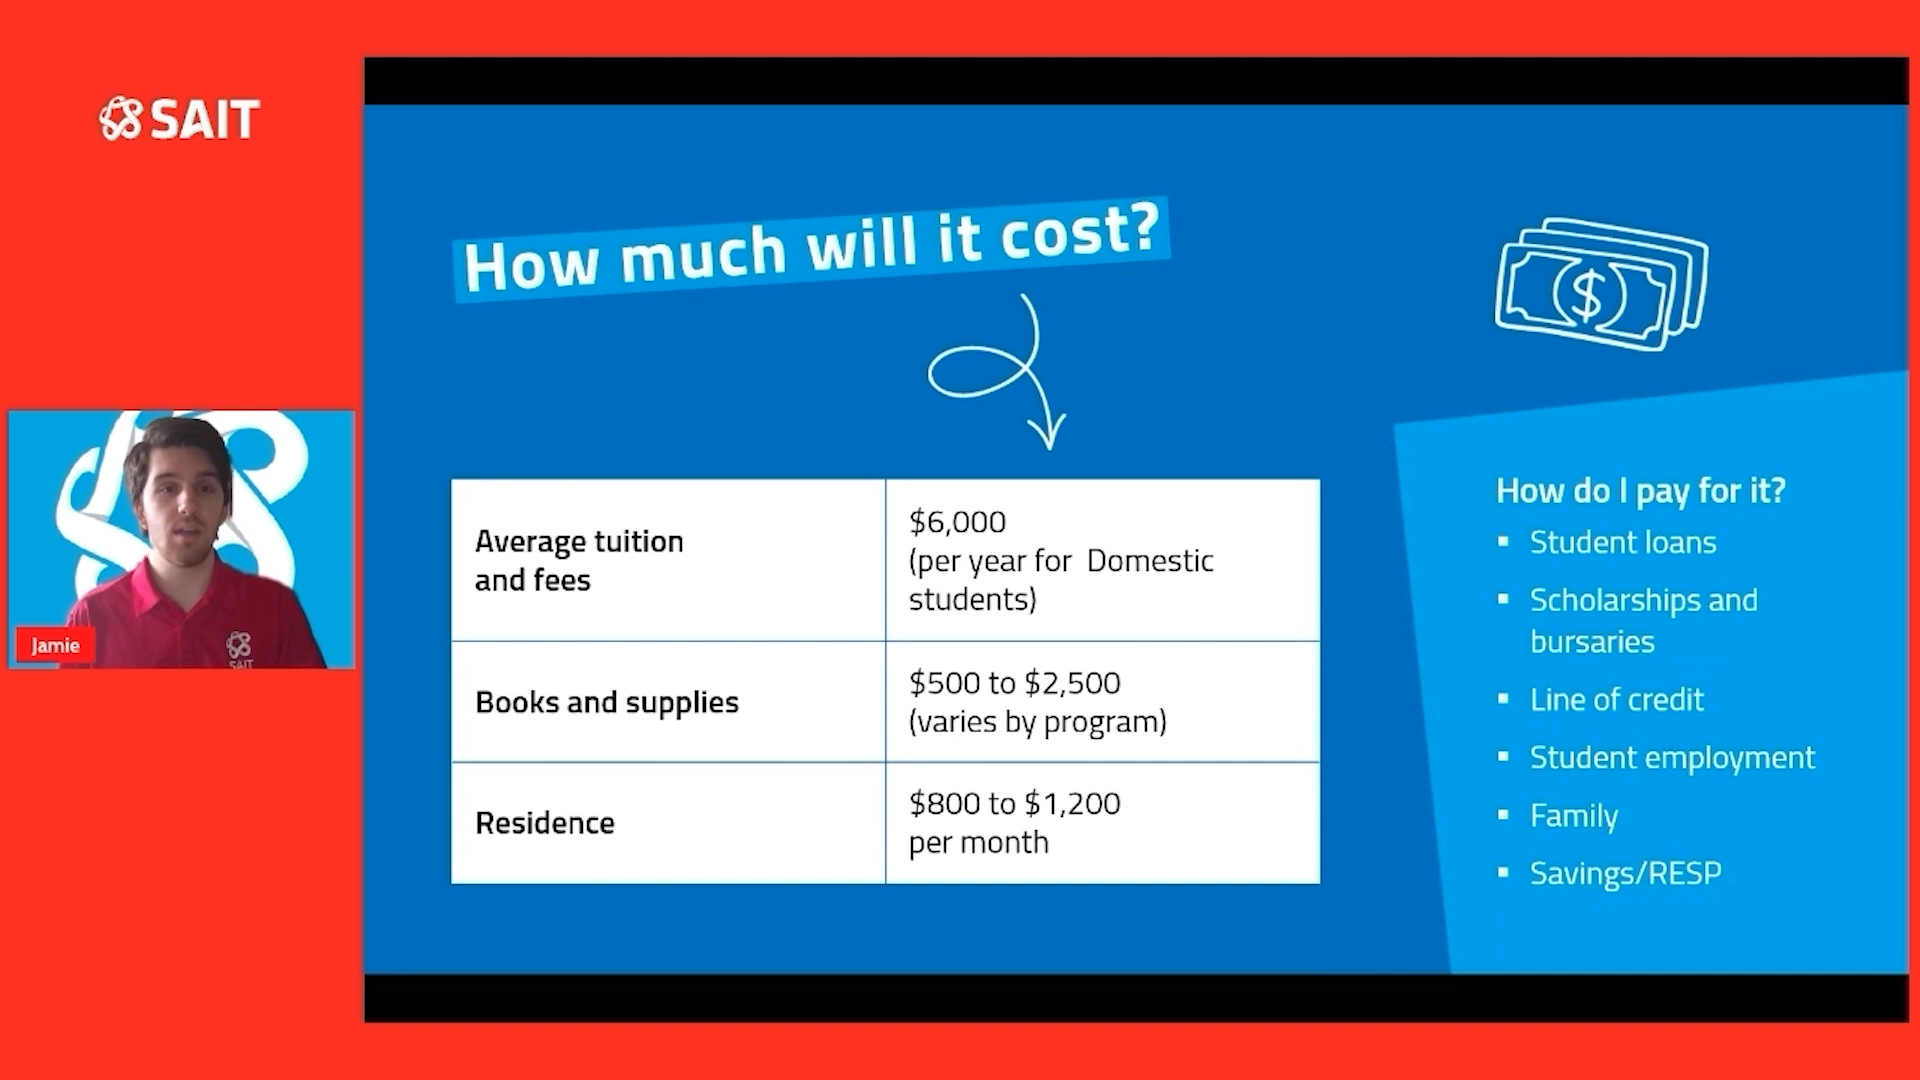 SAIT
How much will it cost?
Average tuition
and fees
$6,000
(per year for Domestic
students)
Books and supplies
$500 to $2,500
(varies by program)
Residence
$800 to $1,200
per month
How do I pay for it?
▪ Student loans
▪ Scholarships and
bursaries
▪ Line of credit
▪ Student employment
▪ Family
▪ Savings/RESP
Jamie
SAIT